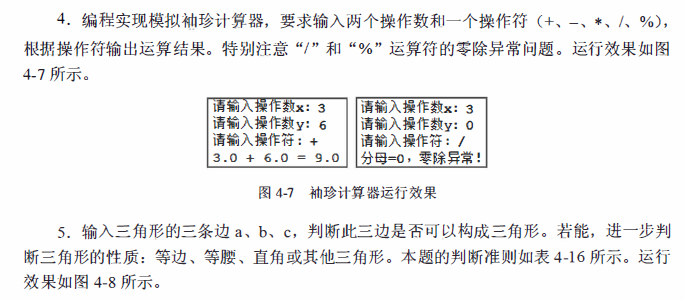 4．编程实现模拟袖珍计算器，要求输入两个操作数和一个操作符（+、–、*、/、%），
根据操作符输出运算结果。特别注意“/”和“%”运算符的零除异常问题。运行效果如图
4-7 所示。
请输入操作数x: 3
请输入操作数y: 6
请输入操作符: +
3.0 + 6.0 = 9.0
请输入操作数x: 3
请输入操作数y: 0
请输入操作符: /
分母=0，零除异常!
图 4-7 袖珍计算器运行效果
5．输入三角形的三条边 a、b、c，判断此三边是否可以构成三角形。若能，进一步判
断三角形的性质：等边、等腰、直角或其他三角形。本题的判断准则如表 4-16 所示。运行
效果如图 4-8 所示。